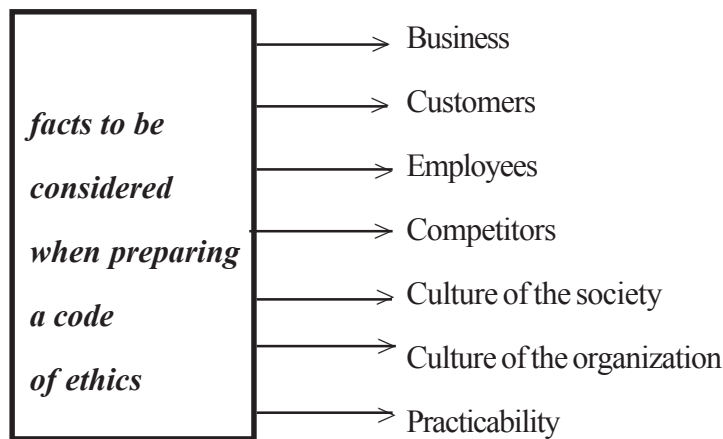 facts to be
considered
when preparing
a code
of ethics
Business
Customers
Employees
Competitors
Culture of the society
Culture of the organization
Practicability